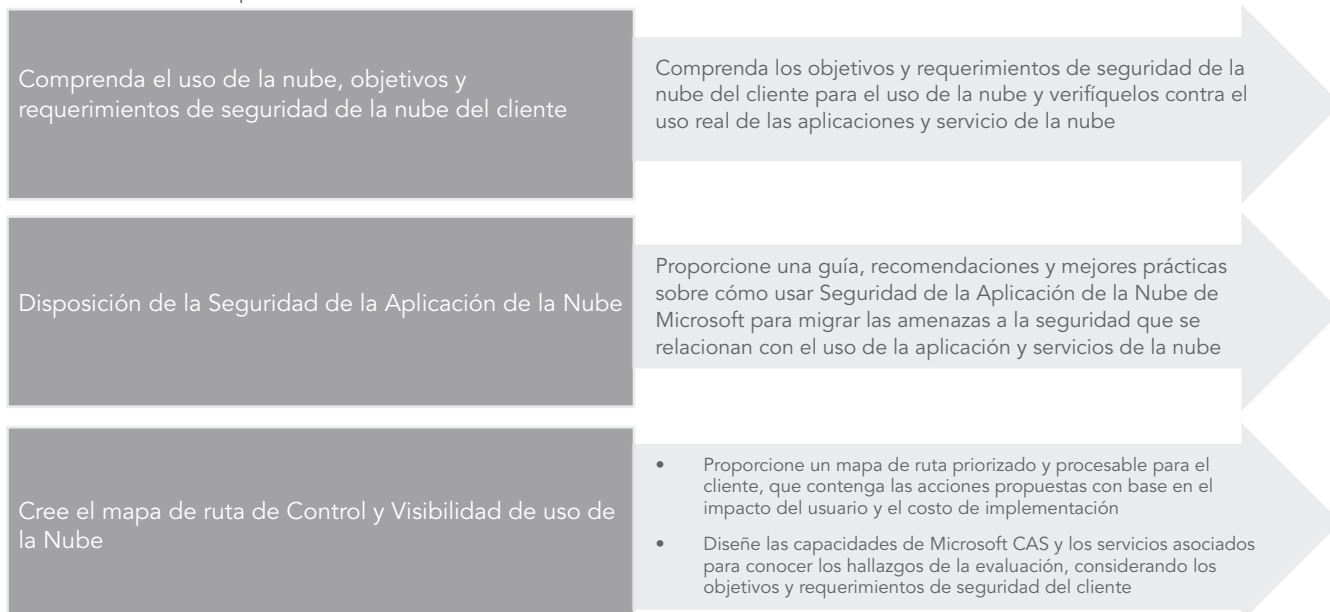 Comprenda el uso de la nube, objetivos y
requerimientos de seguridad de la nube del cliente
Comprenda los objetivos y requerimientos de seguridad de la
nube del cliente para el uso de la nube y verifíquelos contra el
uso real de las aplicaciones y servicio de la nube
Disposición de la Seguridad de la Aplicación de la Nube
Proporcione una guía, recomendaciones y mejores prácticas
sobre cómo usar Seguridad de la Aplicación de la Nube de
Microsoft para migrar las amenazas a la seguridad que se
relacionan con el uso de la aplicación y servicios de la nube
Cree el mapa de ruta de Control y Visibilidad de uso de
la Nube
• Proporcione un mapa de ruta priorizado y procesable para el
cliente, que contenga las acciones propuestas con base en el
impacto del usuario y el costo de implementación
• Diseñe las capacidades de Microsoft CAS y los servicios asociados
para conocer los hallazgos de la evaluación, considerando los
objetivos y requerimientos de seguridad del cliente